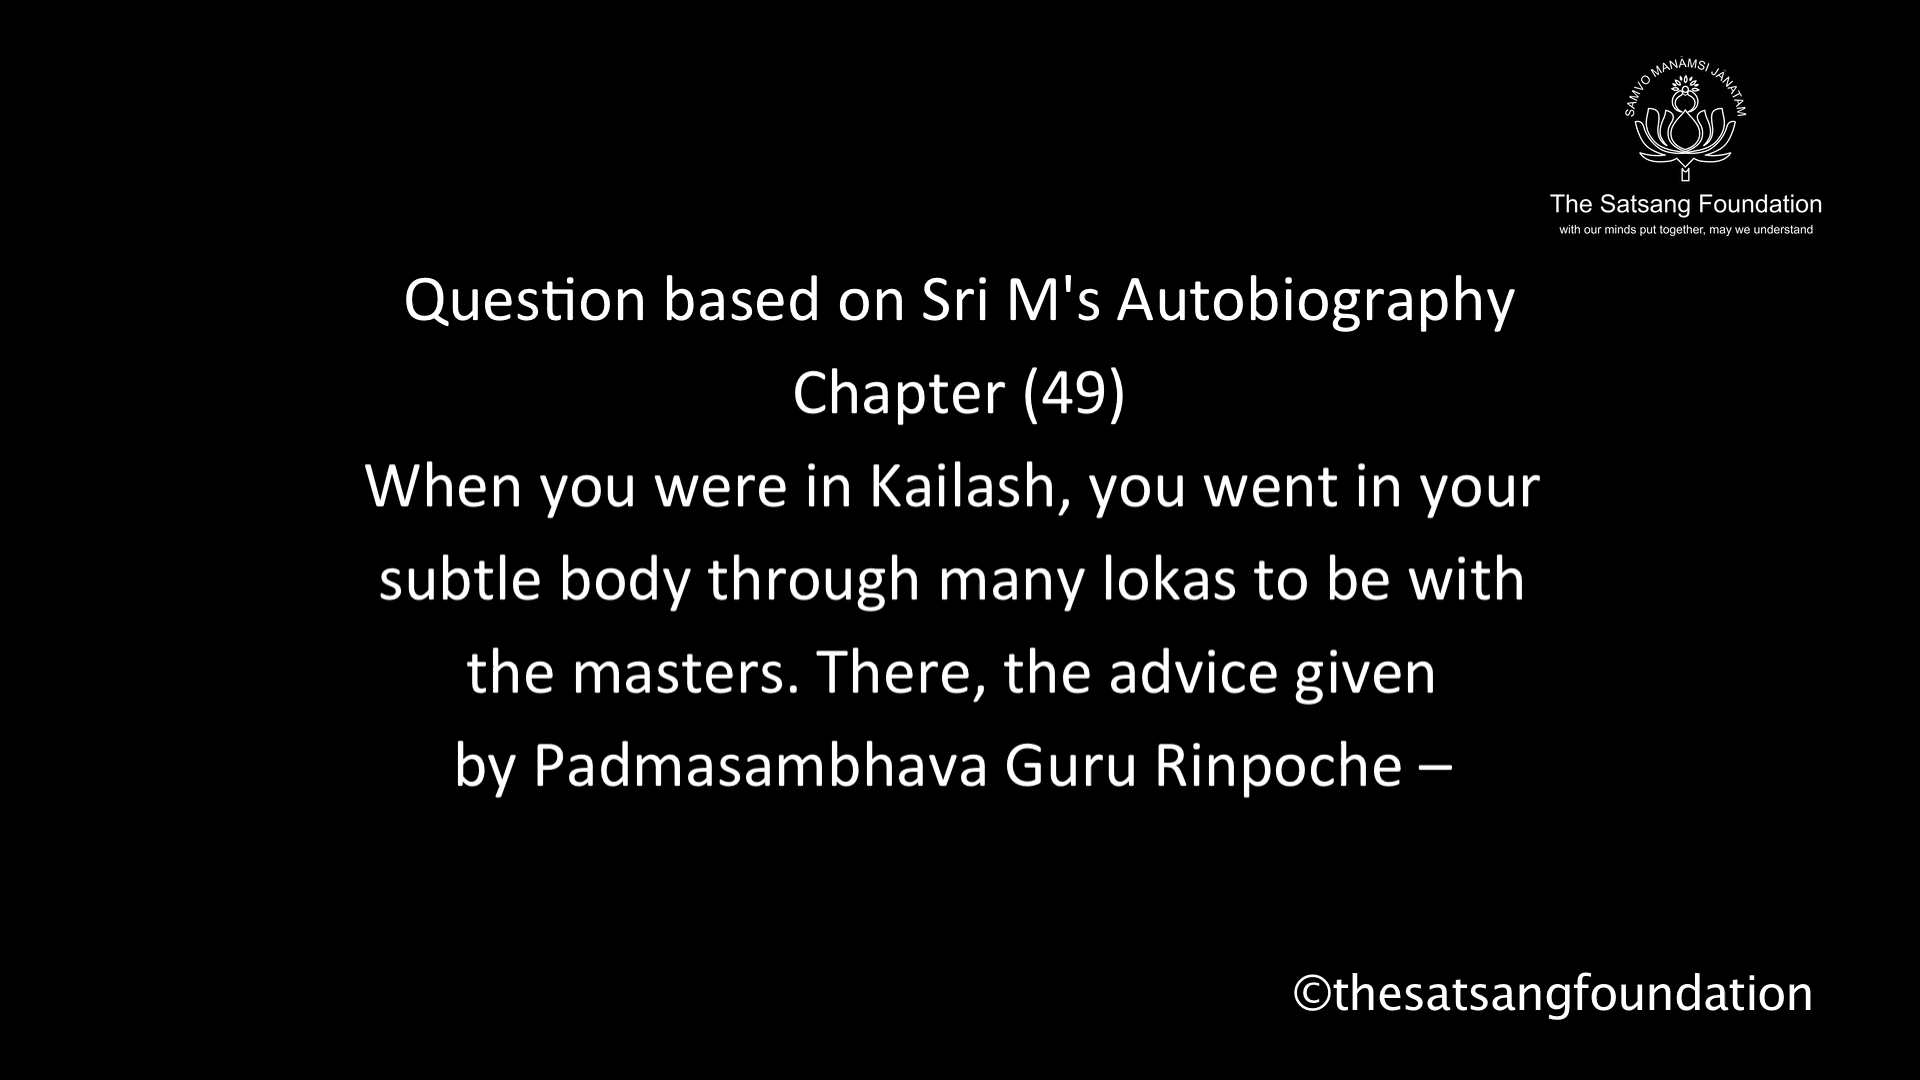 SAMVO MANĀMSI JĀNATAM
The Satsang Foundation
with our minds put together, may we understand
Question based on Sri M's Autobiography
Chapter (49)
When you were in Kailash, you went in your
subtle body through many lokas to be with
the masters. There, the advice given
by Padmasambhava Guru Rinpoche –
©thesatsangfoundation